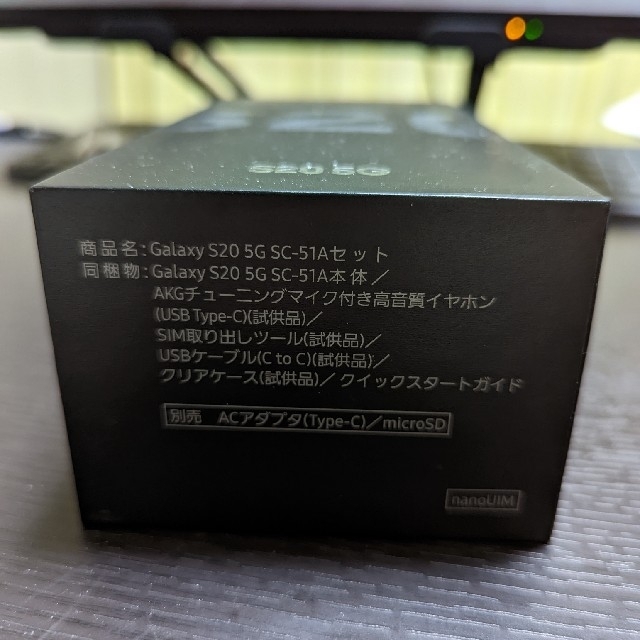 S20 5G
商品名:Galaxy S20 5G SC-51Aセット
同梱物:Galaxy S20 5G SC-51A本体／
AKGチューニングマイク付き高音質イヤホン
(USB Type-C)(試供品)／
SIM取り出しツール(試供品)／
USBケーブル(C to C)(試供品)／
クリアケース(試供品)／クイックスタートガイド
別売 ACアダプタ(Type-C)／microSD
nanoUIM